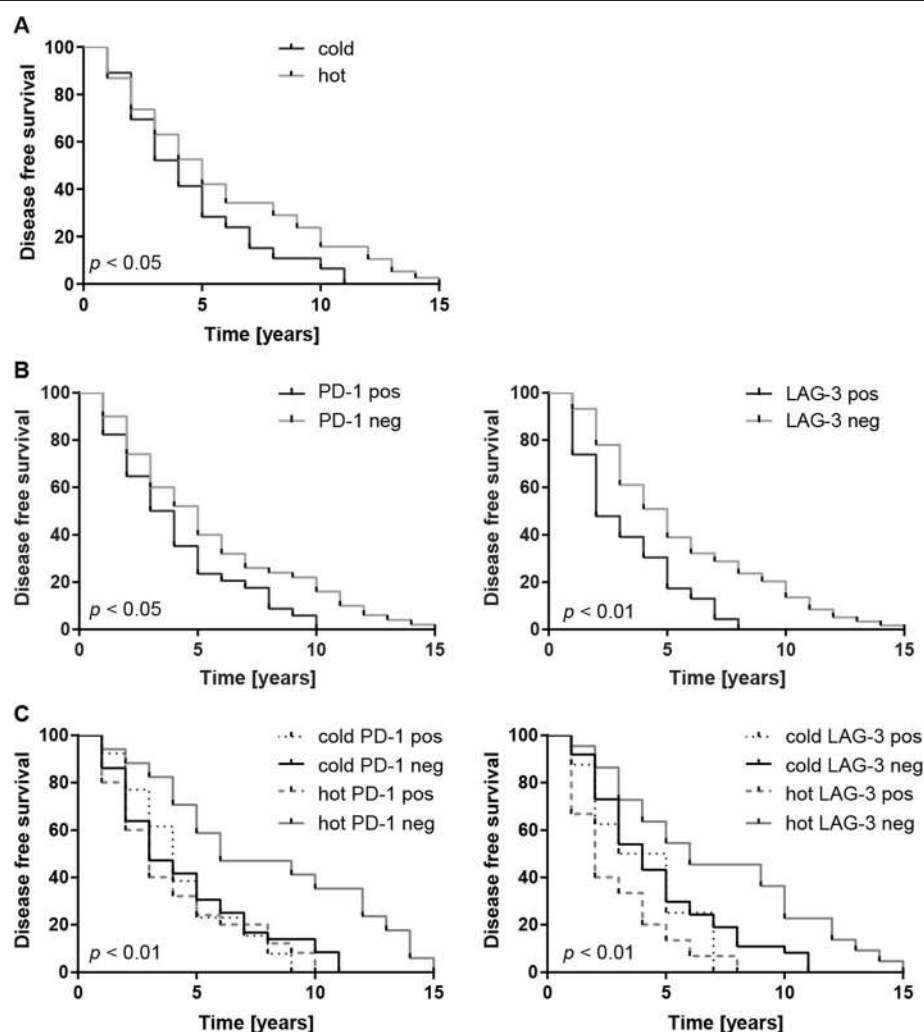 A
cold
hot
Disease free survival
100
80
60
40
20
0
p < 0.05
0 5 10 15
Time [years]
B
PD-1 pos
PD-1 neg
Disease free survival
100
80
60
40
20
0
p < 0.05
0 5 10 15
Time [years]
LAG-3 pos
LAG-3 neg
Disease free survival
100
80
60
40
20
0
p < 0.01
0 5 10 15
Time [years]
C
cold PD-1 pos
cold PD-1 neg
hot PD-1 pos
hot PD-1 neg
Disease free survival
100
80
60
40
20
0
p < 0.01
0 5 10 15
Time [years]
cold LAG-3 pos
cold LAG-3 neg
hot LAG-3 pos
hot LAG-3 neg
Disease free survival
100
80
60
40
20
0
p < 0.01
0 5 10 15
Time [years]